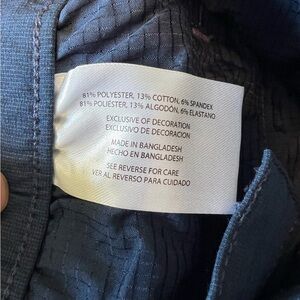 81% POLYESTER, 13% COTTON, 6% SPANDEX
81% POLIESTER, 13% ALGODÓN, 6% ELASTANO
EXCLUSIVE OF DECORATION
EXCLUSIVO DE DECORACION
MADE IN BANGLADESH
HECHO EN BANGLADESH
SEE REVERSE FOR CARE
VER AL REVERSO PARA CUIDADO